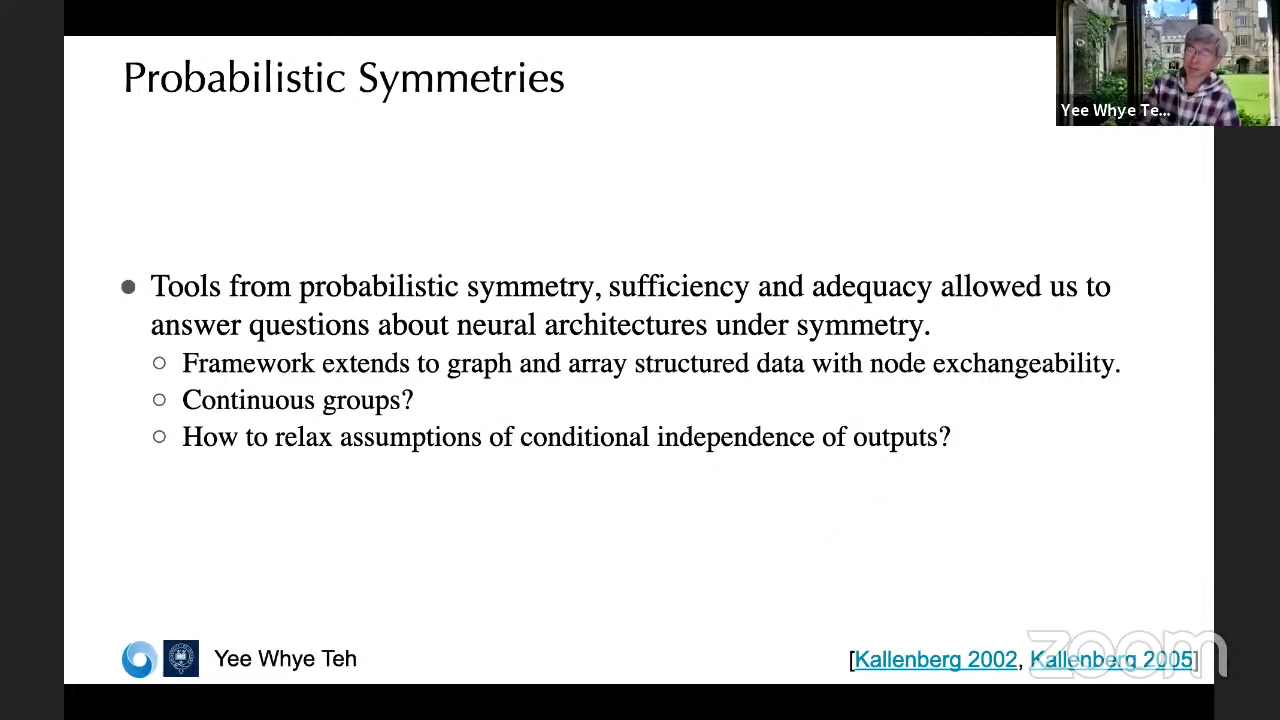 Probabilistic Symmetries
Yee Whye Te...
● Tools from probabilistic symmetry, sufficiency and adequacy allowed us to
answer questions about neural architectures under symmetry.
○ Framework extends to graph and array structured data with node exchangeability.
○ Continuous groups?
○ How to relax assumptions of conditional independence of outputs?
Yee Whye Teh
[Kallenberg 2002, Kallenberg 2005]
zoom